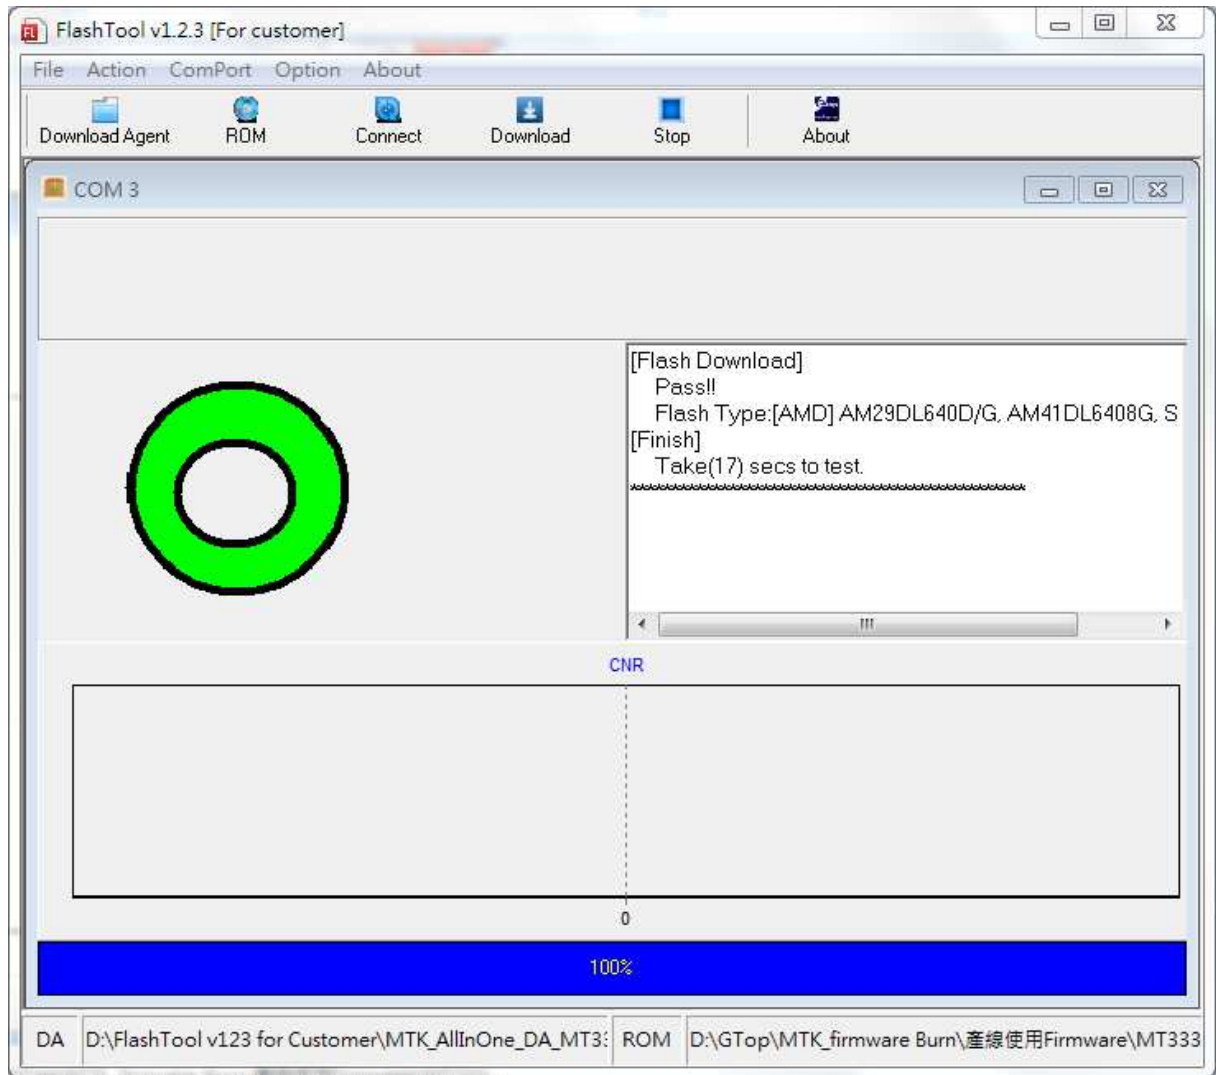 FlashTool v1.2.3 [For customer]
File Action ComPort Option About
Download Agent ROM Connect Download Stop About
COM 3
[Flash Download]
Pass!!
Flash Type:[AMD] AM29DL640D/G, AM41DL6408G, S
[Finish]
Take(17) secs to test.
CNR
0
100%
DA D:\FlashTool v123 for Customer\MTK_AllInOne_DA_MT33 ROM D:\GTop\MTK_firmware Burn\產線使用Firmware\MT333